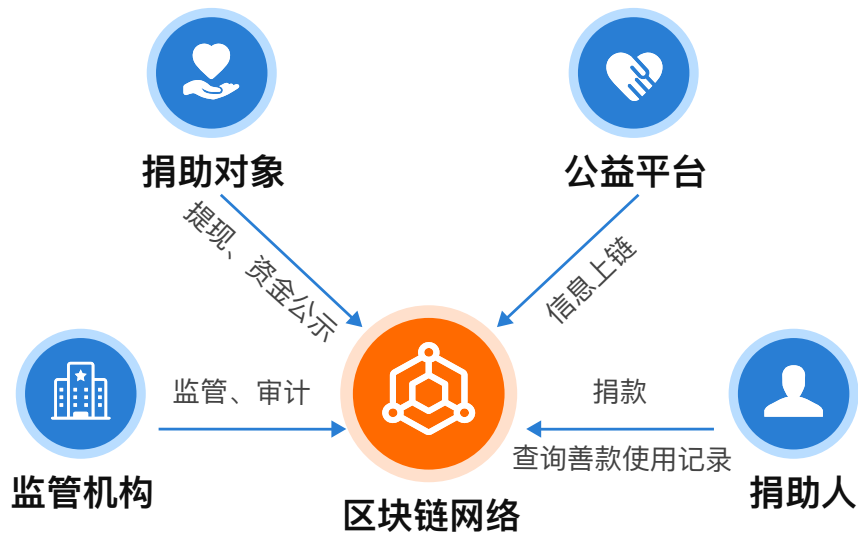 捐助对象
公益平台
提现、资金公示
信息上链
监管、审计
捐款
查询善款使用记录
监管机构
区块链网络
捐助人